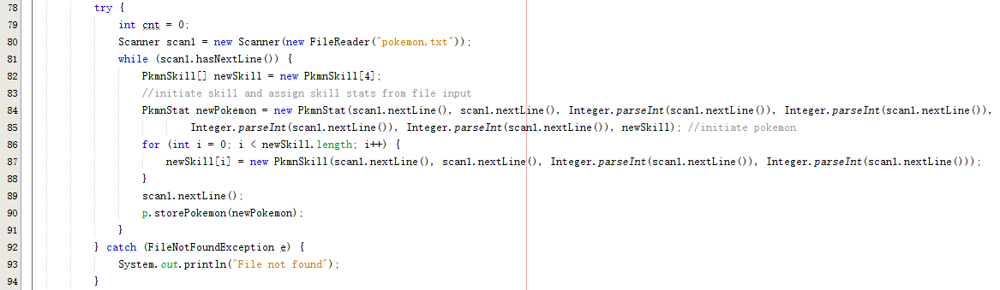 78 try {
79 int cnt = 0;
80 Scanner scan1 = new Scanner(new FileReader("pokemon.txt"));
81 while (scan1.hasNextLine()) {
82 PkmnSkill[] newSkill = new PkmnSkill[4];
83 //initiate skill and assign skill stats from file input
84 PkmnStat newPokemon = new PkmnStat(scan1.nextLine(), scan1.nextLine(), Integer.parseInt(scan1.nextLine()), Integer.parseInt(scan1.nextLine()),
85 Integer.parseInt(scan1.nextLine()), Integer.parseInt(scan1.nextLine()), newSkill); //initiate pokemon
86 for (int i = 0; i < newSkill.length; i++) {
87 newSkill[i] = new PkmnSkill(scan1.nextLine(), scan1.nextLine(), Integer.parseInt(scan1.nextLine()), Integer.parseInt(scan1.nextLine()));
88 }
89 scan1.nextLine();
90 p.storePokemon(newPokemon);
91 }
92 } catch (FileNotFoundException e) {
93 System.out.println("File not found");
94 }